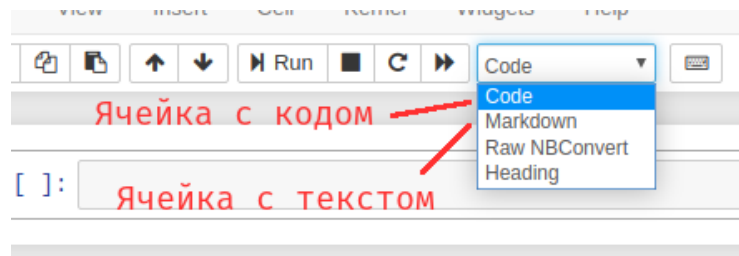 View Insert Cell Kernel Widgets Help
Run Code
Code
Ячейка с кодом
Markdown
Raw NBConvert
[ ]:
Heading
Ячейка с текстом